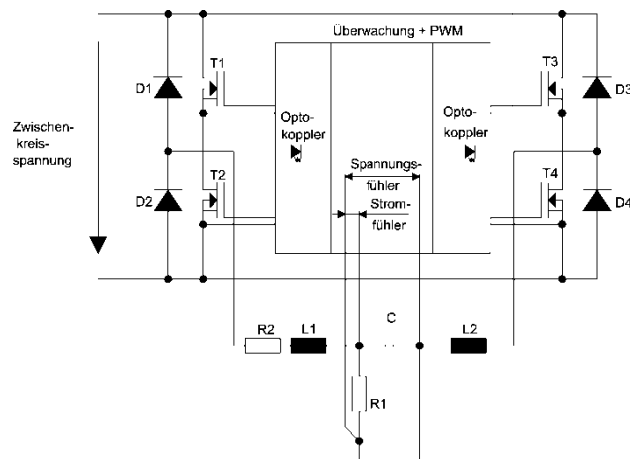 Überwachung + PWM
T1
T3
D1
D3
Opto-
koppler
Opto-
koppler
Zwischen-
kreis-
spannung
Spannungs-
fühler
T2
T4
Strom-
fühler
D2
D4
C
R2
L1
L2
R1